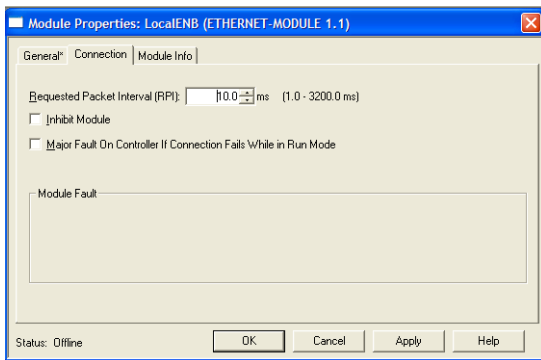 Module Properties: LocalENB (ETHERNET-MODULE 1.1)
General* Connection Module Info
Requested Packet Interval (RPI): 10.0 ms (1.0 - 3200.0 ms)
Inhibit Module
Major Fault On Controller If Connection Fails While in Run Mode
Module Fault
Status: Offline OK Cancel Apply Help